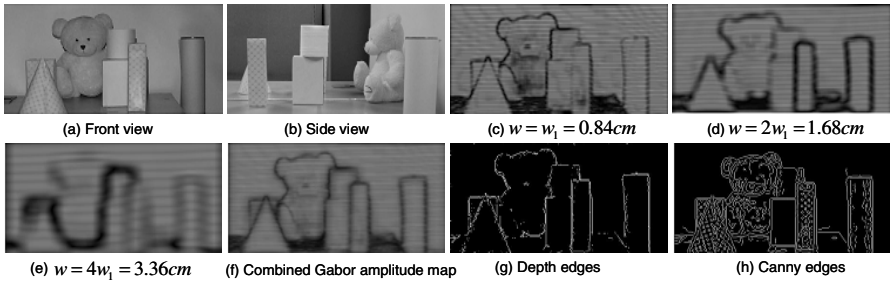 (a) Front view
(b) Side view
(c) w = w₁ = 0.84cm
(d) w = 2w₁ = 1.68cm
(e) w = 4w₁ = 3.36cm
(f) Combined Gabor amplitude map
(g) Depth edges
(h) Canny edges